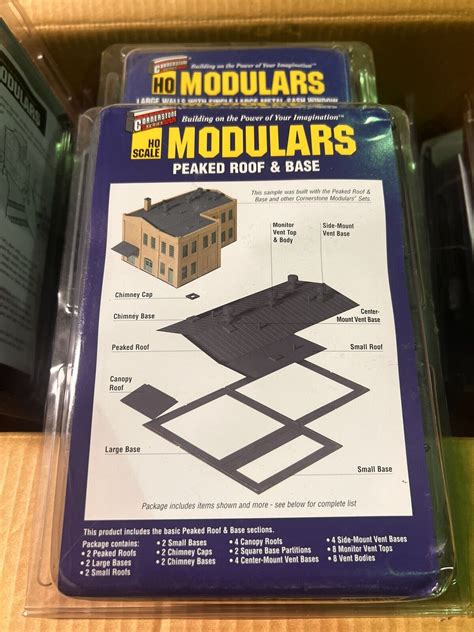 CORNERSTONE
Building on the Power of Your Imagination™
HO MODULARS
LARGE WALLS WITH SINGLE LARGE METAL SASH WINDOW
CORNERSTONE
SERIES
Building on the Power of Your Imagination™
HO
SCALE
MODULARS
PEAKED ROOF & BASE
This sample was built with the Peaked Roof &
Base and other Cornerstone Modulars® Sets.
Monitor
Vent Top
& Body
Side-Mount
Vent Base
Chimney Cap
Chimney Base
Center-
Mount Vent Base
Peaked Roof
Small Roof
Canopy
Roof
Large Base
Small Base
Package includes items shown and more - see below for complete list
This product includes the basic Peaked Roof & Base sections.
Package contains:
• 2 Peaked Roofs
• 2 Large Bases
• 2 Small Roofs
• 2 Small Bases
• 2 Chimney Caps
• 2 Chimney Bases
• 4 Canopy Roofs
• 2 Square Base Partitions
• 4 Center-Mount Vent Bases
• 4 Side-Mount Vent Bases
• 8 Monitor Vent Tops
• 8 Vent Bodies